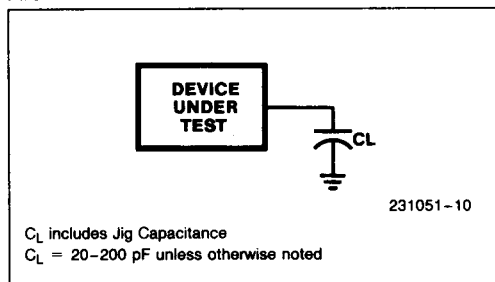 DEVICE
UNDER
TEST
CL
231051-10
CL includes Jig Capacitance
CL = 20-200 pF unless otherwise noted